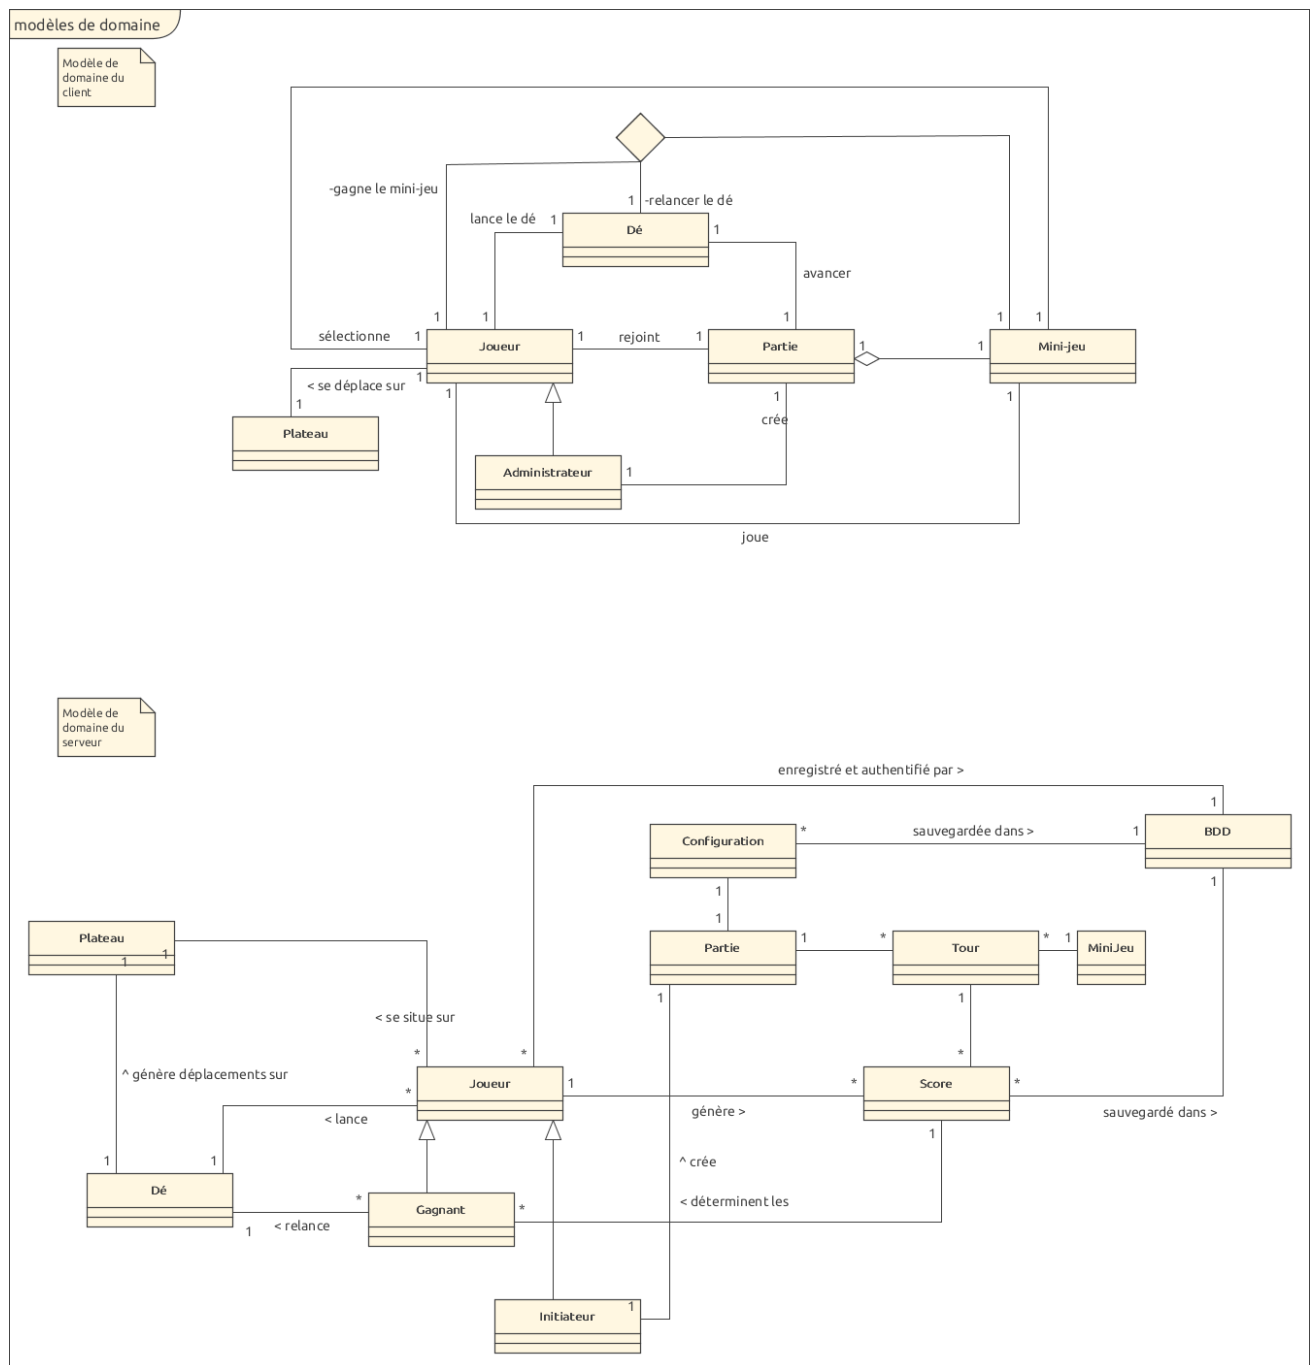 modèles de domaine
Modèle de
domaine du
client
-gagne le mini-jeu
1 -relancer le dé
lance le dé 1
Dé
1
avancer
1
1
1
1
1
sélectionne 1
Joueur
1 rejoint 1
Partie
1
1
Mini-jeu
< se déplace sur 1
1
1
1
1
crée
Plateau
Administrateur
1
joue
Modèle de
domaine du
serveur
enregistré et authentifié par >
1
Configuration
* sauvegardée dans > 1
BDD
1
1
1
Plateau
1
1
Partie
1 *
Tour
* 1
MiniJeu
1
1
< se situe sur
*
*
*
^ génère déplacements sur
*
Joueur
1 génère > *
Score
*
sauvegardé dans >
< lance
1
1
1
^ crée
Dé
*
1 < relance
Gagnant
*
< déterminent les
Initiateur
1